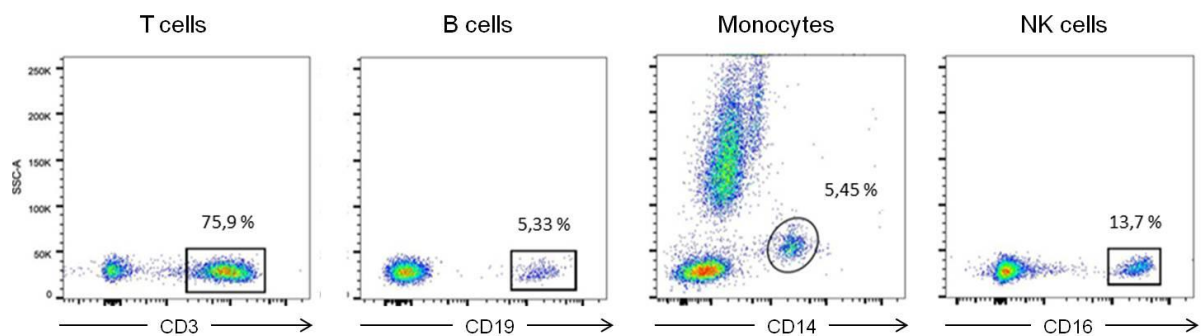 T cells
B cells
Monocytes
NK cells
250K
200K
150K
100K
50K
0
SSC-A
75,9 %
5,33 %
5,45 %
13,7 %
CD3
CD19
CD14
CD16